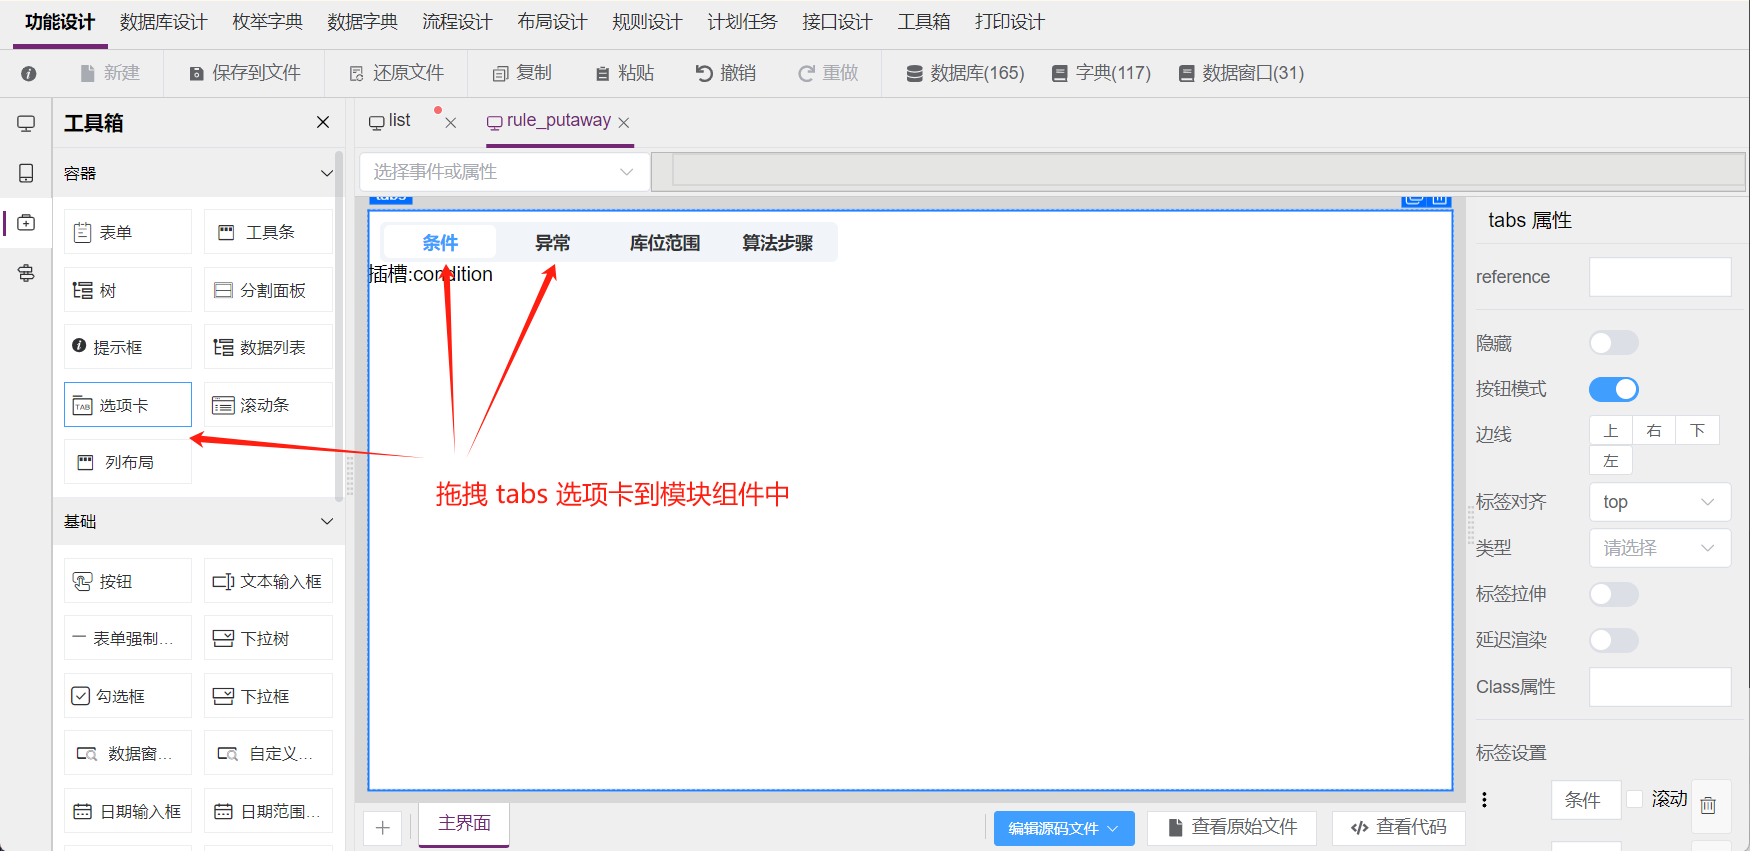 功能设计 数据库设计 枚举字典 数据字典 流程设计 布局设计 规则设计 计划任务 接口设计 工具箱 打印设计
新建 保存到文件 还原文件 复制 粘贴 撤销 重做 数据库(165) 字典(117) 数据窗口(31)
工具箱
list rule_putaway
容器
选择事件或属性
tabs
表单 工具条
树 分割面板
提示框 数据列表
TAB 选项卡 滚动条
列布局
基础
按钮 文本输入框
表单强制...
下拉树
勾选框 下拉框
数据窗... 自定义...
日期输入框 日期范围...
条件 异常 库位范围 算法步骤
插槽:condition
拖拽 tabs 选项卡到模块组件中
tabs 属性
reference
隐藏
按钮模式
边线 上 右 下
左
标签对齐 top
类型 请选择
标签拉伸
延迟渲染
Class属性
标签设置
条件 滚动
主界面
编辑源码文件 查看原始文件 查看代码